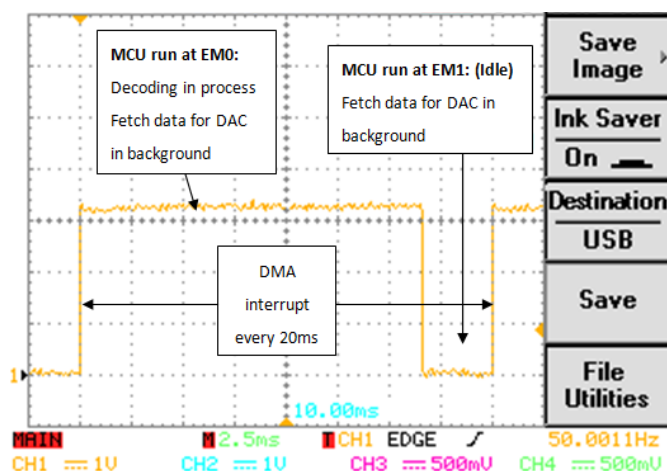 MCU run at EM0:
Decoding in process
Fetch data for DAC
in background
MCU run at EM1: (Idle)
Fetch data for DAC in
background
DMA
interrupt
every 20ms
1
10.00ms
Save
Image
Ink Saver
On
Destination
USB
Save
File
Utilities
MAIN M 2.5ms T CH1 EDGE 50.0011Hz
CH1 1V CH2 1V CH3 500mV CH4 500mV